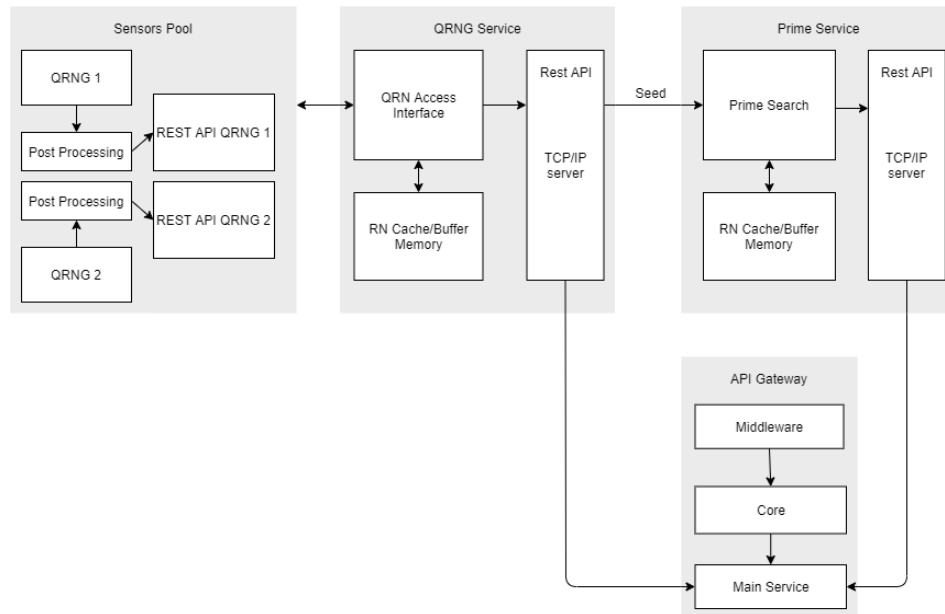 Sensors Pool
QRNG 1
Post Processing
REST API QRNG 1
Post Processing
REST API QRNG 2
QRNG 2
QRNG Service
QRN Access
Interface
RN Cache/Buffer
Memory
Rest API
TCP/IP
server
Seed
Prime Service
Prime Search
RN Cache/Buffer
Memory
Rest API
TCP/IP
server
API Gateway
Middleware
Core
Main Service